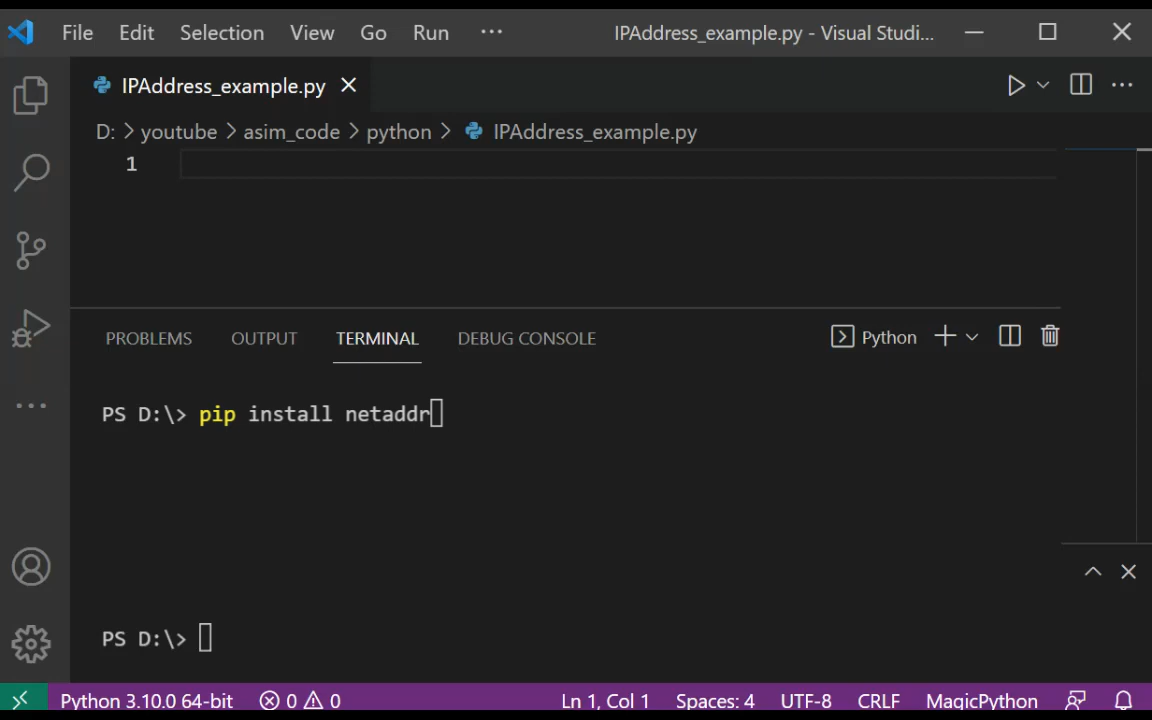 File Edit Selection View Go Run ··· IPAddress_example.py - Visual Studi...
IPAddress_example.py
D: > youtube > asim_code > python > IPAddress_example.py
1
PROBLEMS OUTPUT TERMINAL DEBUG CONSOLE Python
PS D:\> pip install netaddr
PS D:\>
Python 3.10.0 64-bit 0 0 Ln 1, Col 1 Spaces: 4 UTF-8 CRLF MagicPython